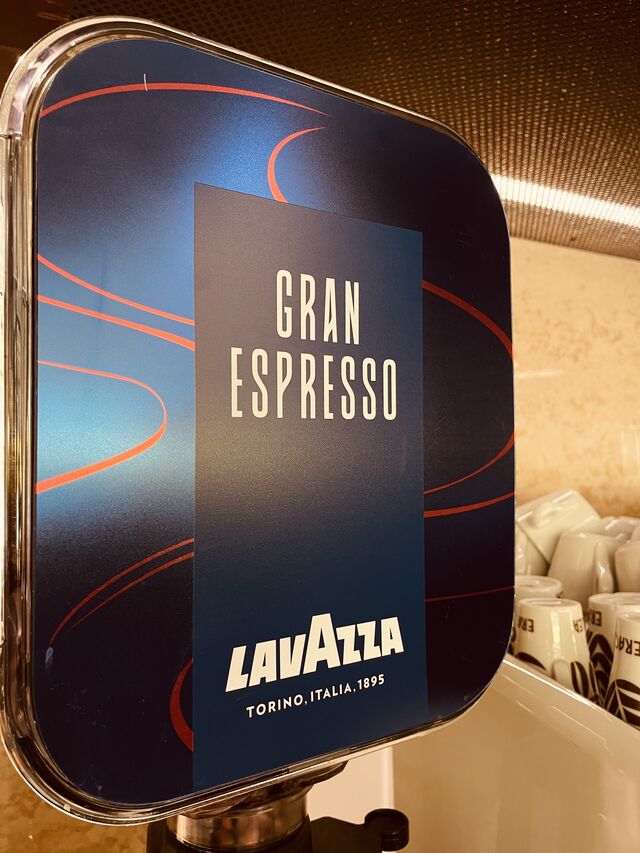 GRAN
ESPRESSO
LAVAZZA
TORINO, ITALIA, 1895